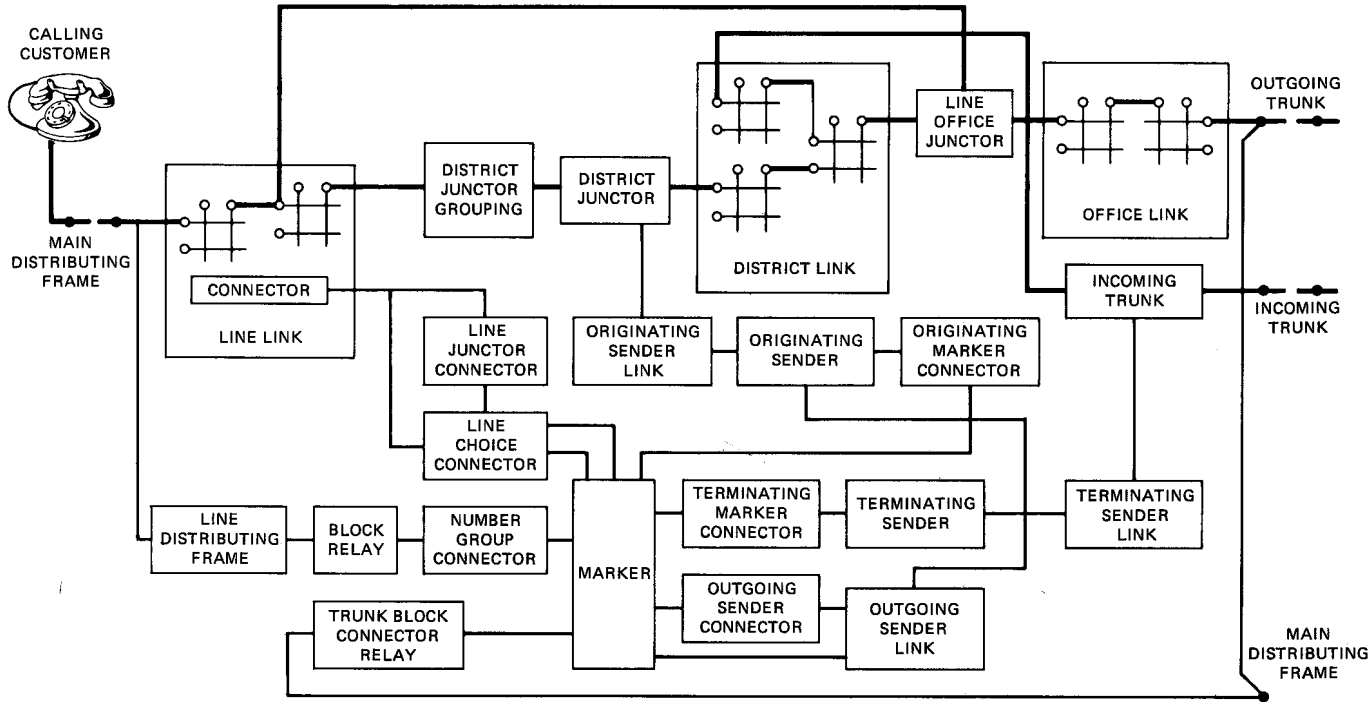 CALLING
CUSTOMER
MAIN
DISTRIBUTING
FRAME
CONNECTOR
LINE LINK
DISTRICT
JUNCTOR
GROUPING
DISTRICT
JUNCTOR
DISTRICT LINK
LINE
OFFICE
JUNCTOR
OFFICE LINK
OUTGOING
TRUNK
INCOMING
TRUNK
INCOMING
TRUNK
LINE
JUNCTOR
CONNECTOR
ORIGINATING
SENDER
LINK
ORIGINATING
SENDER
ORIGINATING
MARKER
CONNECTOR
LINE
CHOICE
CONNECTOR
LINE
DISTRIBUTING
FRAME
BLOCK
RELAY
NUMBER
GROUP
CONNECTOR
MARKER
TERMINATING
MARKER
CONNECTOR
TERMINATING
SENDER
TERMINATING
SENDER
LINK
TRUNK BLOCK
CONNECTOR
RELAY
OUTGOING
SENDER
CONNECTOR
OUTGOING
SENDER
LINK
MAIN
DISTRIBUTING
FRAME